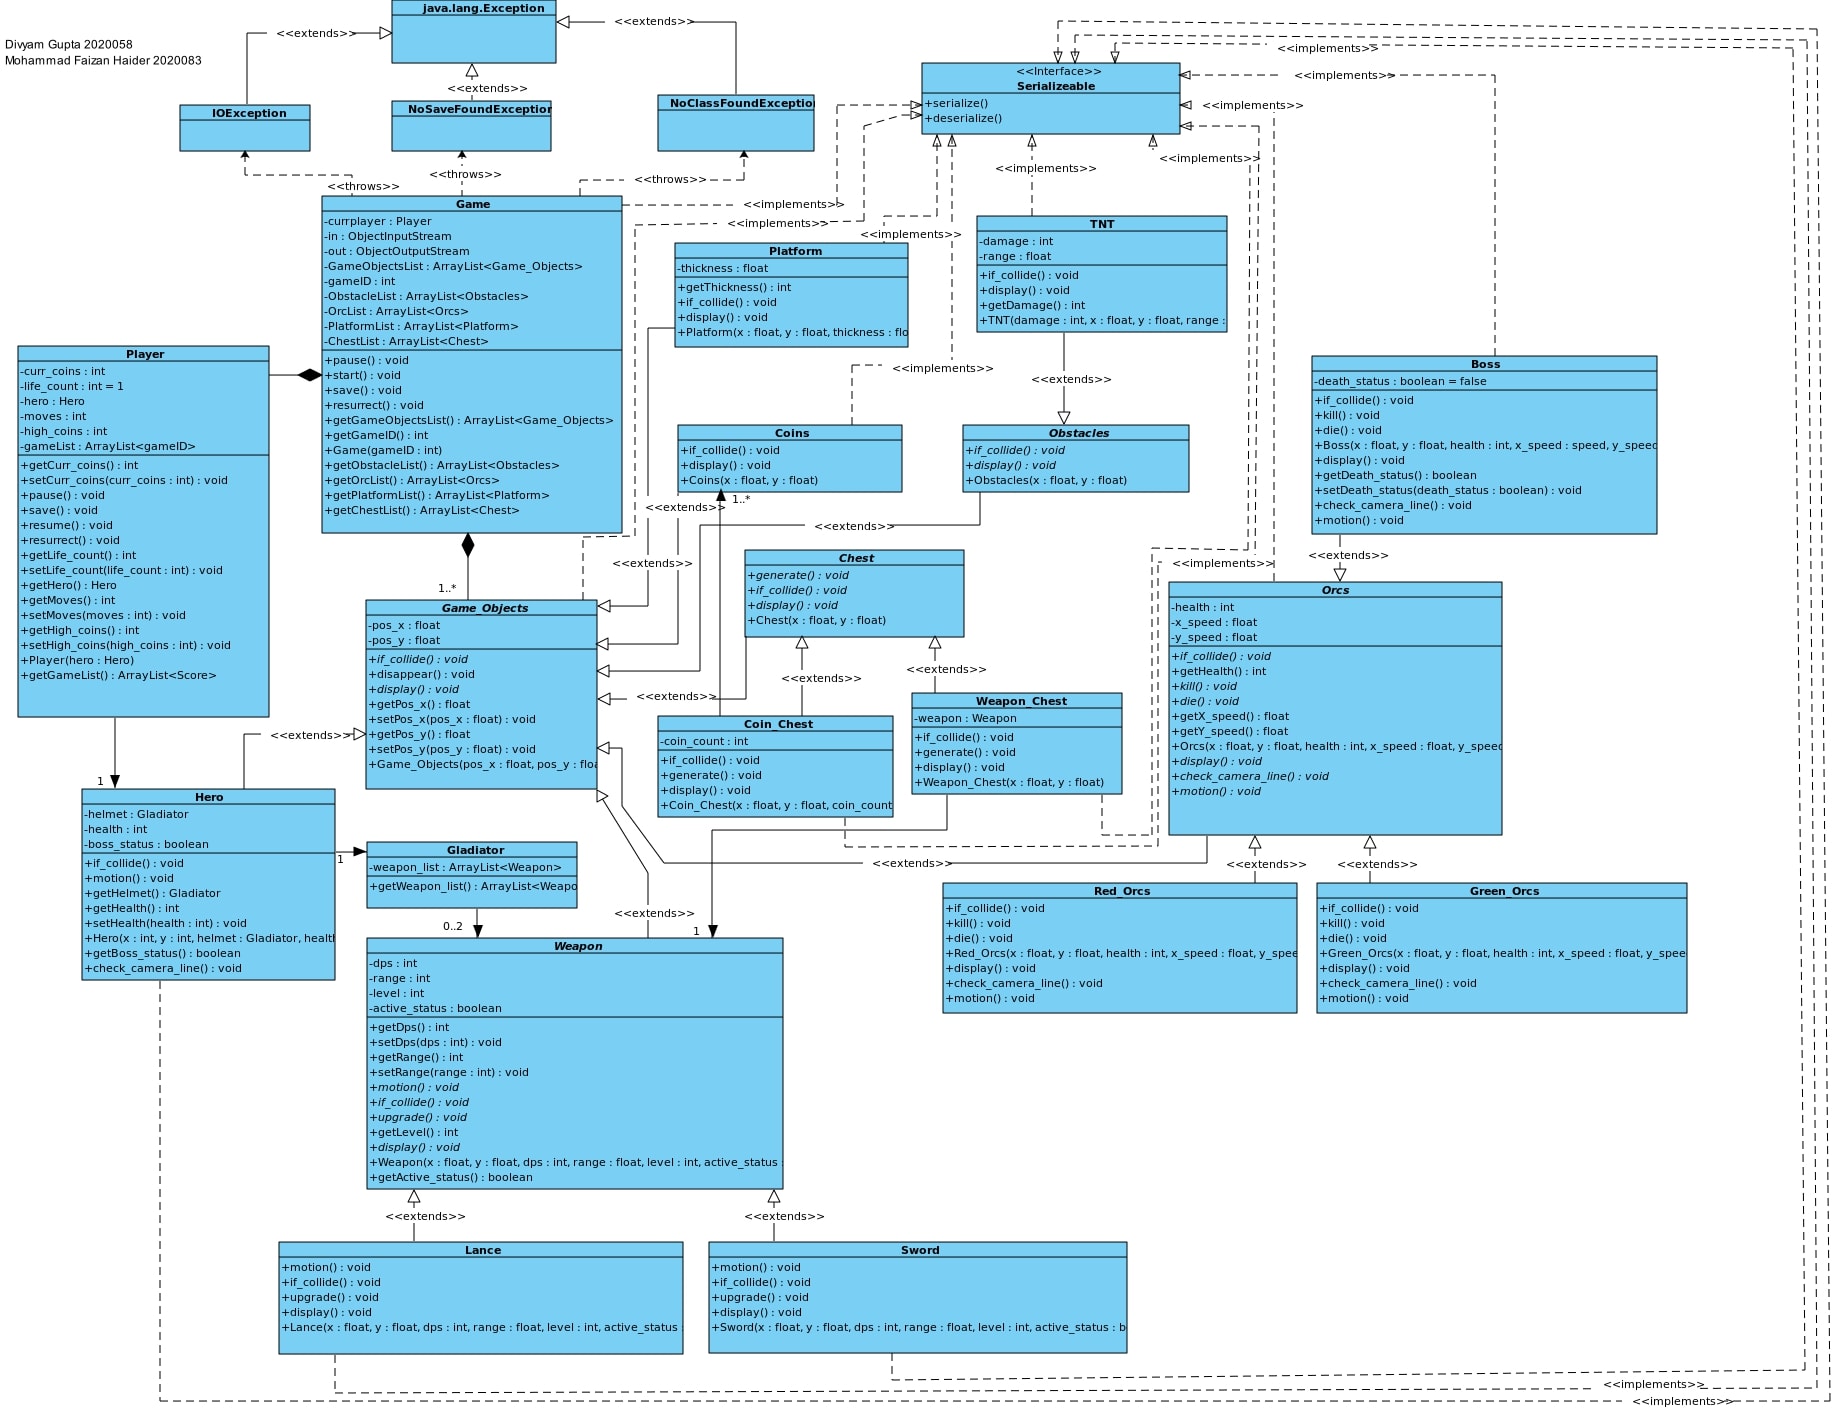 java.lang.Exception
<<extends>>
<<extends>>
Divyam Gupta 2020058
Mohammad Faizan Haider 2020083
<<extends>>
IOException
NoSaveFoundException
NoClassFoundExceptio
<<throws>>
<<throws>>
<<throws>>
<<Interface>>
Serializeable
+serialize()
+deserialize()
<<implements>>
<<implements>>
<<implements>>
<<implements>>
<<implements>>
<<implements>>
<<implements>>
<<implements>>
<<implements>>
<<implements>>
Game
-currplayer : Player
-in : ObjectInputStream
-out : ObjectOutputStream
-GameObjectsList : ArrayList<Game_Objects>
-gameID : int
-ObstacleList : ArrayList<Obstacles>
-OrcList : ArrayList<Orcs>
-PlatformList : ArrayList<Platform>
-ChestList : ArrayList<Chest>
+pause() : void
+start() : void
+save() : void
+resurrect() : void
+getGameObjectsList() : ArrayList<Game_Objects>
+getGameID() : int
+Game(gameID : int)
+getObstacleList() : ArrayList<Obstacles>
+getOrcList() : ArrayList<Orcs>
+getPlatformList() : ArrayList<Platform>
+getChestList() : ArrayList<Chest>
Platform
-thickness : float
+getThickness() : int
+if_collide() : void
+display() : void
+Platform(x : float, y : float, thickness : flo
TNT
-damage : int
-range : float
+if_collide() : void
+display() : void
+getDamage() : int
+TNT(damage : int, x : float, y : float, range :
<<extends>>
Player
-curr_coins : int
-life_count : int = 1
-hero : Hero
-moves : int
-high_coins : int
-gameList : ArrayList<gameID>
+getCurr_coins() : int
+setCurr_coins(curr_coins : int) : void
+pause() : void
+save() : void
+resume() : void
+resurrect() : void
+getLife_count() : int
+setLife_count(life_count : int) : void
+getHero() : Hero
+getMoves() : int
+setMoves(moves : int) : void
+getHigh_coins() : int
+setHigh_coins(high_coins : int) : void
+Player(hero : Hero)
+getGameList() : ArrayList<Score>
Boss
-death_status : boolean = false
+if_collide() : void
+kill() : void
+die() : void
+Boss(x : float, y : float, health : int, x_speed : speed, y_speed
+display() : void
+getDeath_status() : boolean
+setDeath_status(death_status : boolean) : void
+check_camera_line() : void
+motion() : void
<<extends>>
Coins
+if_collide() : void
+display() : void
+Coins(x : float, y : float)
1..*
Obstacles
+if_collide() : void
+display() : void
+Obstacles(x : float, y : float)
<<extends>>
<<extends>>
<<extends>>
Chest
+generate() : void
+if_collide() : void
+display() : void
+Chest(x : float, y : float)
<<extends>>
<<extends>>
<<extends>>
1..*
Game_Objects
-pos_x : float
-pos_y : float
+if_collide() : void
+disappear() : void
+display() : void
+getPos_x() : float
+setPos_x(pos_x : float) : void
+getPos_y() : float
+setPos_y(pos_y : float) : void
+Game_Objects(pos_x : float, pos_y : floa
Orcs
-health : int
-x_speed : float
-y_speed : float
+if_collide() : void
+getHealth() : int
+kill() : void
+die() : void
+getX_speed() : float
+getY_speed() : float
+Orcs(x : float, y : float, health : int, x_speed : float, y_speed
+display() : void
+check_camera_line() : void
+motion() : void
Coin_Chest
-coin_count : int
+if_collide() : void
+generate() : void
+display() : void
+Coin_Chest(x : float, y : float, coin_count
Weapon_Chest
-weapon : Weapon
+if_collide() : void
+generate() : void
+display() : void
+Weapon_Chest(x : float, y : float)
<<extends>>
1
Hero
-helmet : Gladiator
-health : int
-boss_status : boolean
+if_collide() : void
+motion() : void
+getHelmet() : Gladiator
+getHealth() : int
+setHealth(health : int) : void
+Hero(x : int, y : int, helmet : Gladiator, healt
+getBoss_status() : boolean
+check_camera_line() : void
1
Gladiator
-weapon_list : ArrayList<Weapon>
+getWeapon_list() : ArrayList<Weapo
0..2
<<extends>>
<<extends>>
1
<<extends>>
<<extends>>
Red_Orcs
+if_collide() : void
+kill() : void
+die() : void
+Red_Orcs(x : float, y : float, health : int, x_speed : float, y_spee
+display() : void
+check_camera_line() : void
+motion() : void
Green_Orcs
+if_collide() : void
+kill() : void
+die() : void
+Green_Orcs(x : float, y : float, health : int, x_speed : float, y_spee
+display() : void
+check_camera_line() : void
+motion() : void
Weapon
-dps : int
-range : int
-level : int
-active_status : boolean
+getDps() : int
+setDps(dps : int) : void
+getRange() : int
+setRange(range : int) : void
+motion() : void
+if_collide() : void
+upgrade() : void
+getLevel() : int
+display() : void
+Weapon(x : float, y : float, dps : int, range : float, level : int, active_status :
+getActive_status() : boolean
<<extends>>
<<extends>>
Lance
+motion() : void
+if_collide() : void
+upgrade() : void
+display() : void
+Lance(x : float, y : float, dps : int, range : float, level : int, active_status :
Sword
+motion() : void
+if_collide() : void
+upgrade() : void
+display() : void
+Sword(x : float, y : float, dps : int, range : float, level : int, active_status : b
<<implements>>
<<implements>>